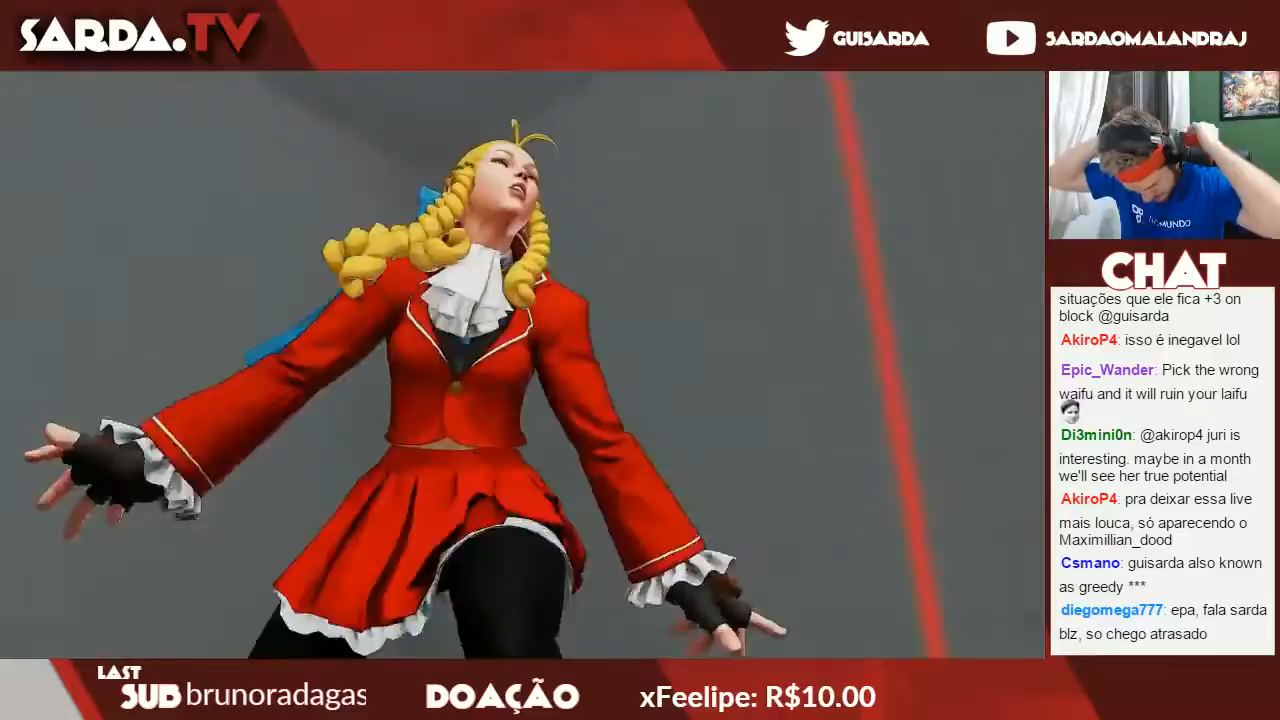 SARDA.TV
GUISARDA
SARDAOMALANDRAJ
MUNDO
CHAT
situações que ele fica +3 on
block @guisarda
AkiroP4: isso é inegavel lol
Epic_Wander: Pick the wrong
waifu and it will ruin your laifu
Di3mini0n: @akirop4 juri is
interesting. maybe in a month
we'll see her true potential
AkiroP4: pra deixar essa live
mais louca, só aparecendo o
Maximillian_dood
Csmano: guisarda also known
as greedy ***
diegomega777: epa, fala sarda
blz, so chego atrasado
LAST
SUB brunoradagas
DOAÇÃO
xFeelipe: R$10.00